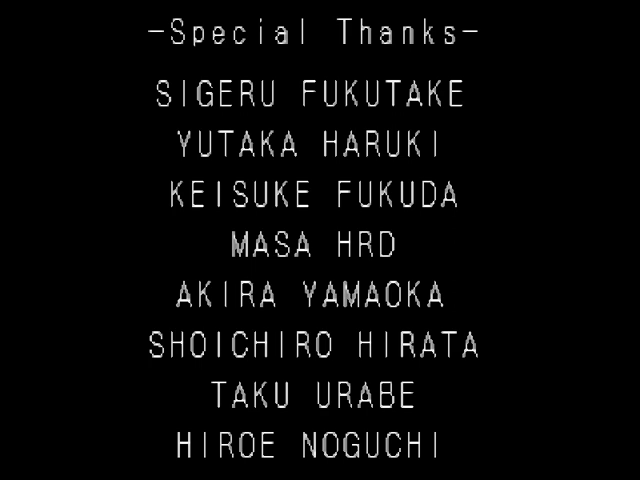 -Special Thanks-
SIGERU FUKUTAKE
YUTAKA HARUKI
KEISUKE FUKUDA
MASA HRD
AKIRA YAMAOKA
SHOICHIRO HIRATA
TAKU URABE
HIROE NOGUCHI